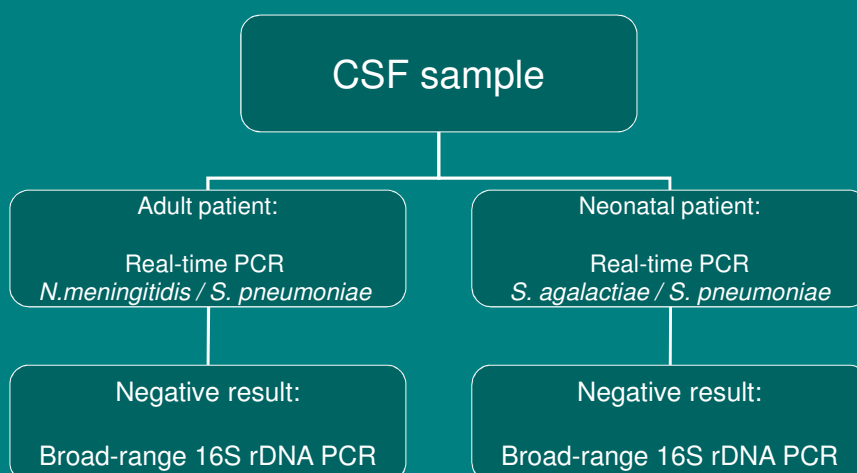 CSF sample
Adult patient:
Real-time PCR
N.meningitidis / S. pneumoniae
Negative result:
Broad-range 16S rDNA PCR
Neonatal patient:
Real-time PCR
S. agalactiae / S. pneumoniae
Negative result:
Broad-range 16S rDNA PCR